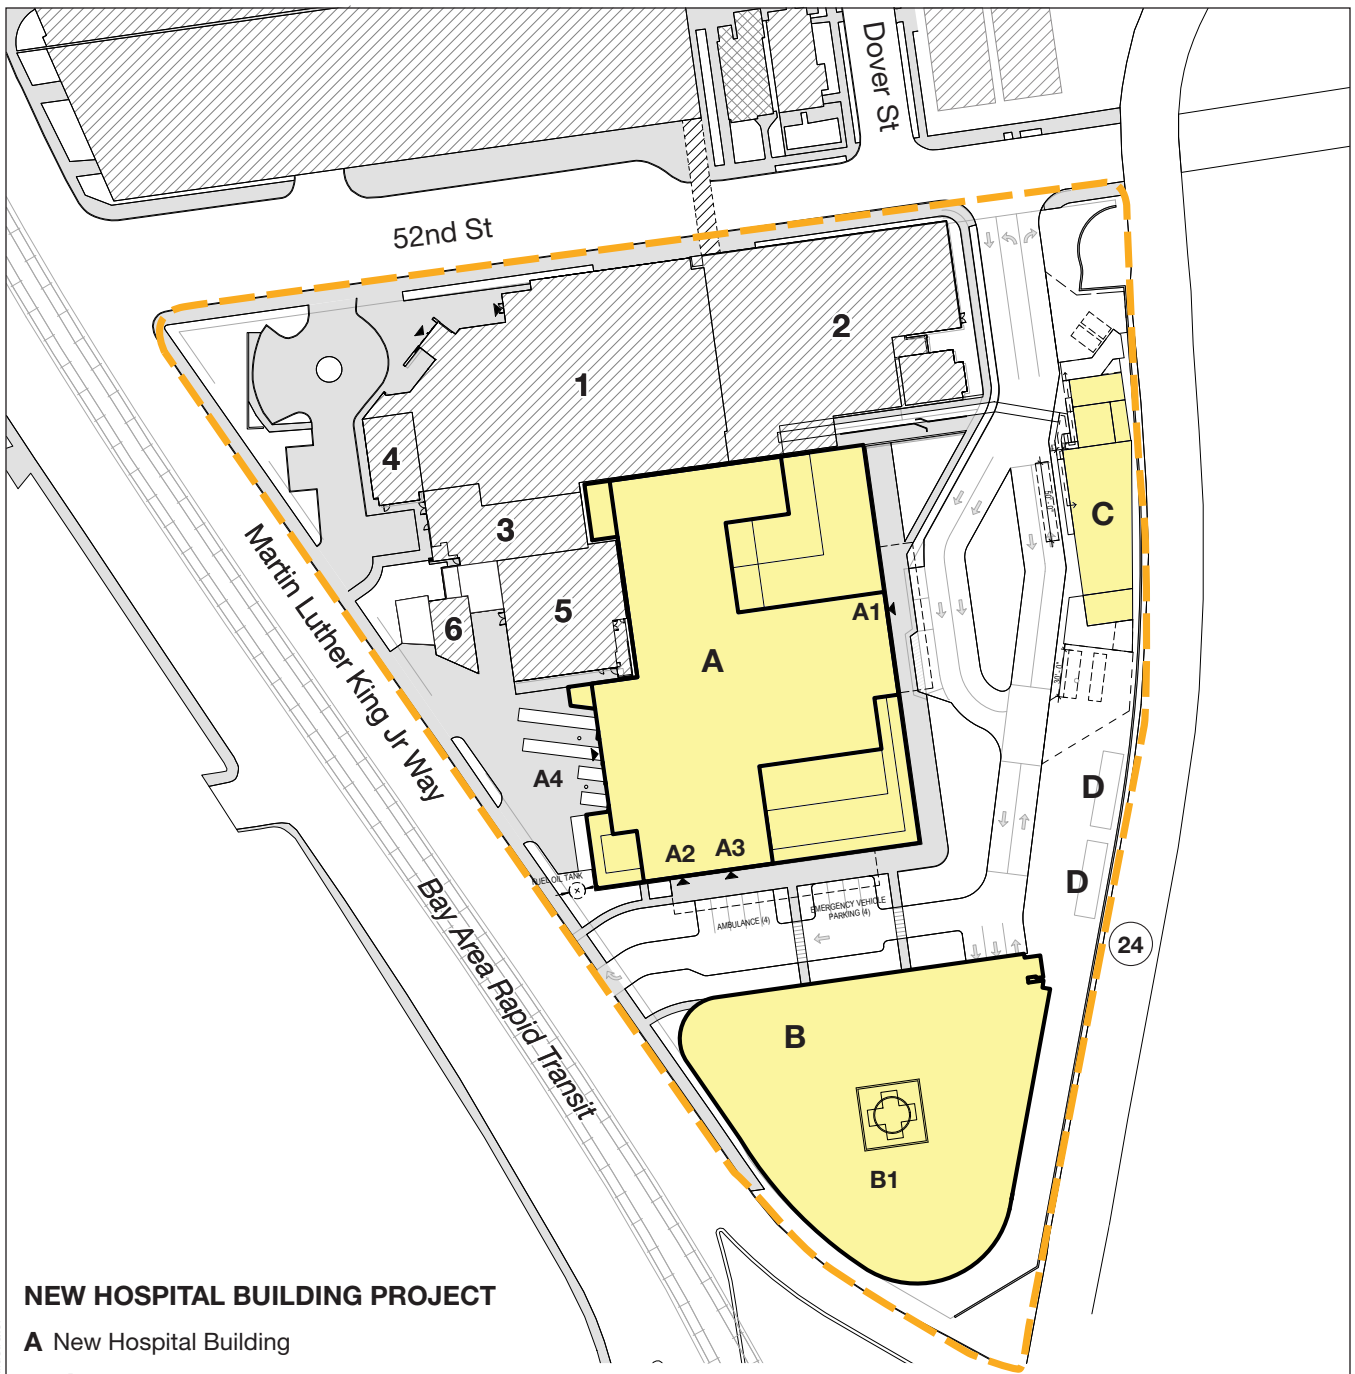 Dover St
52nd St
1
2
4
3
5
6
C
A
A1
Martin Luther King Jr Way
A4
A2
A3
D
D
FUEL OIL TANK
AMBULANCE (4)
EMERGENCY VEHICLE
PARKING (4)
24
Bay Area Rapid Transit
B
B1
NEW HOSPITAL BUILDING PROJECT
A New Hospital Building